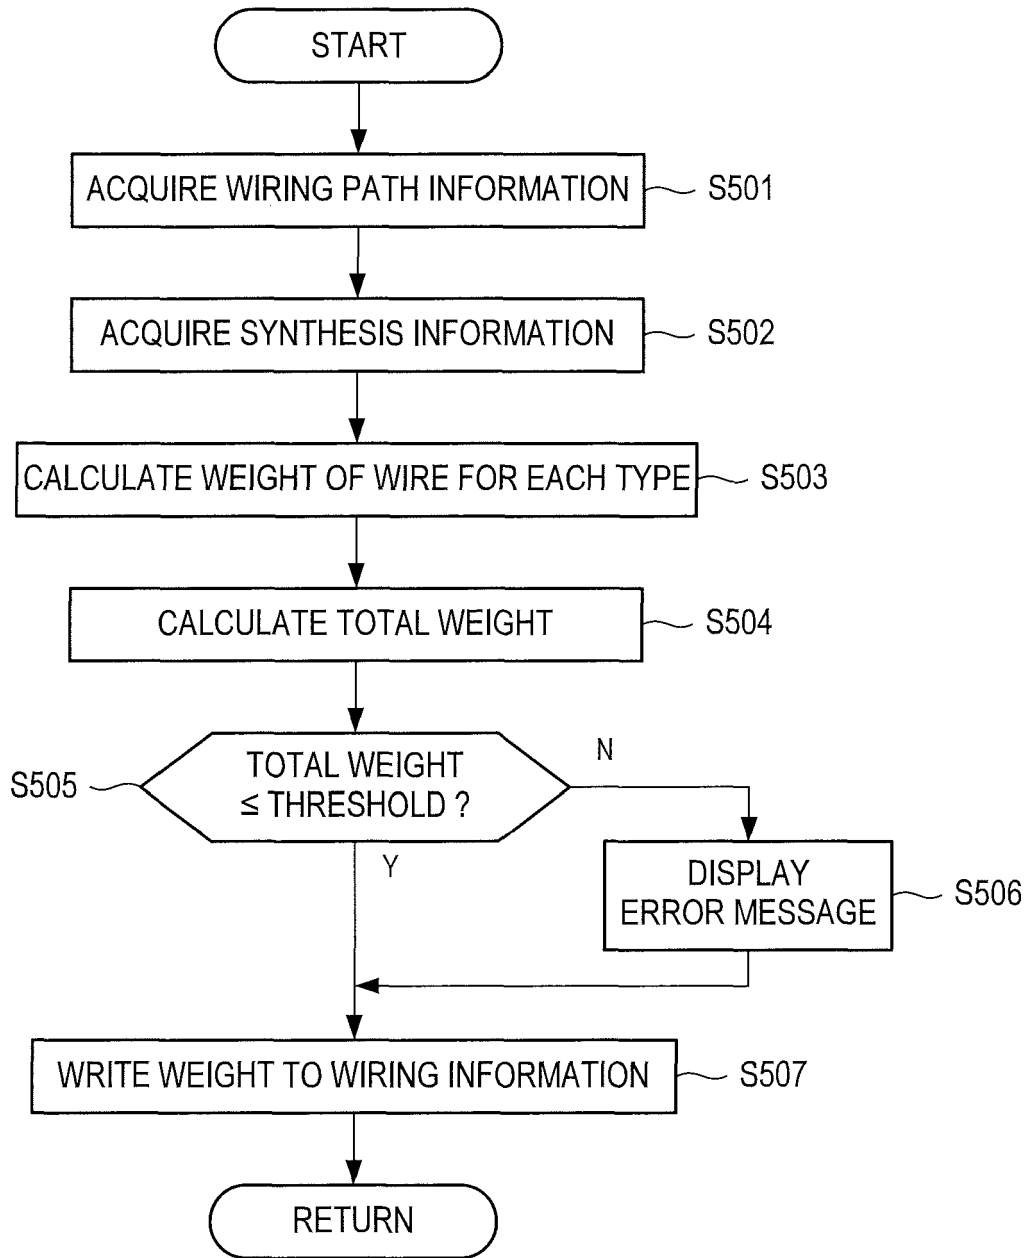 START
ACQUIRE WIRING PATH INFORMATION
S501
ACQUIRE SYNTHESIS INFORMATION
S502
CALCULATE WEIGHT OF WIRE FOR EACH TYPE
S503
CALCULATE TOTAL WEIGHT
S504
S505
TOTAL WEIGHT
≤ THRESHOLD ?
N
Y
DISPLAY
ERROR MESSAGE
S506
WRITE WEIGHT TO WIRING INFORMATION
S507
RETURN